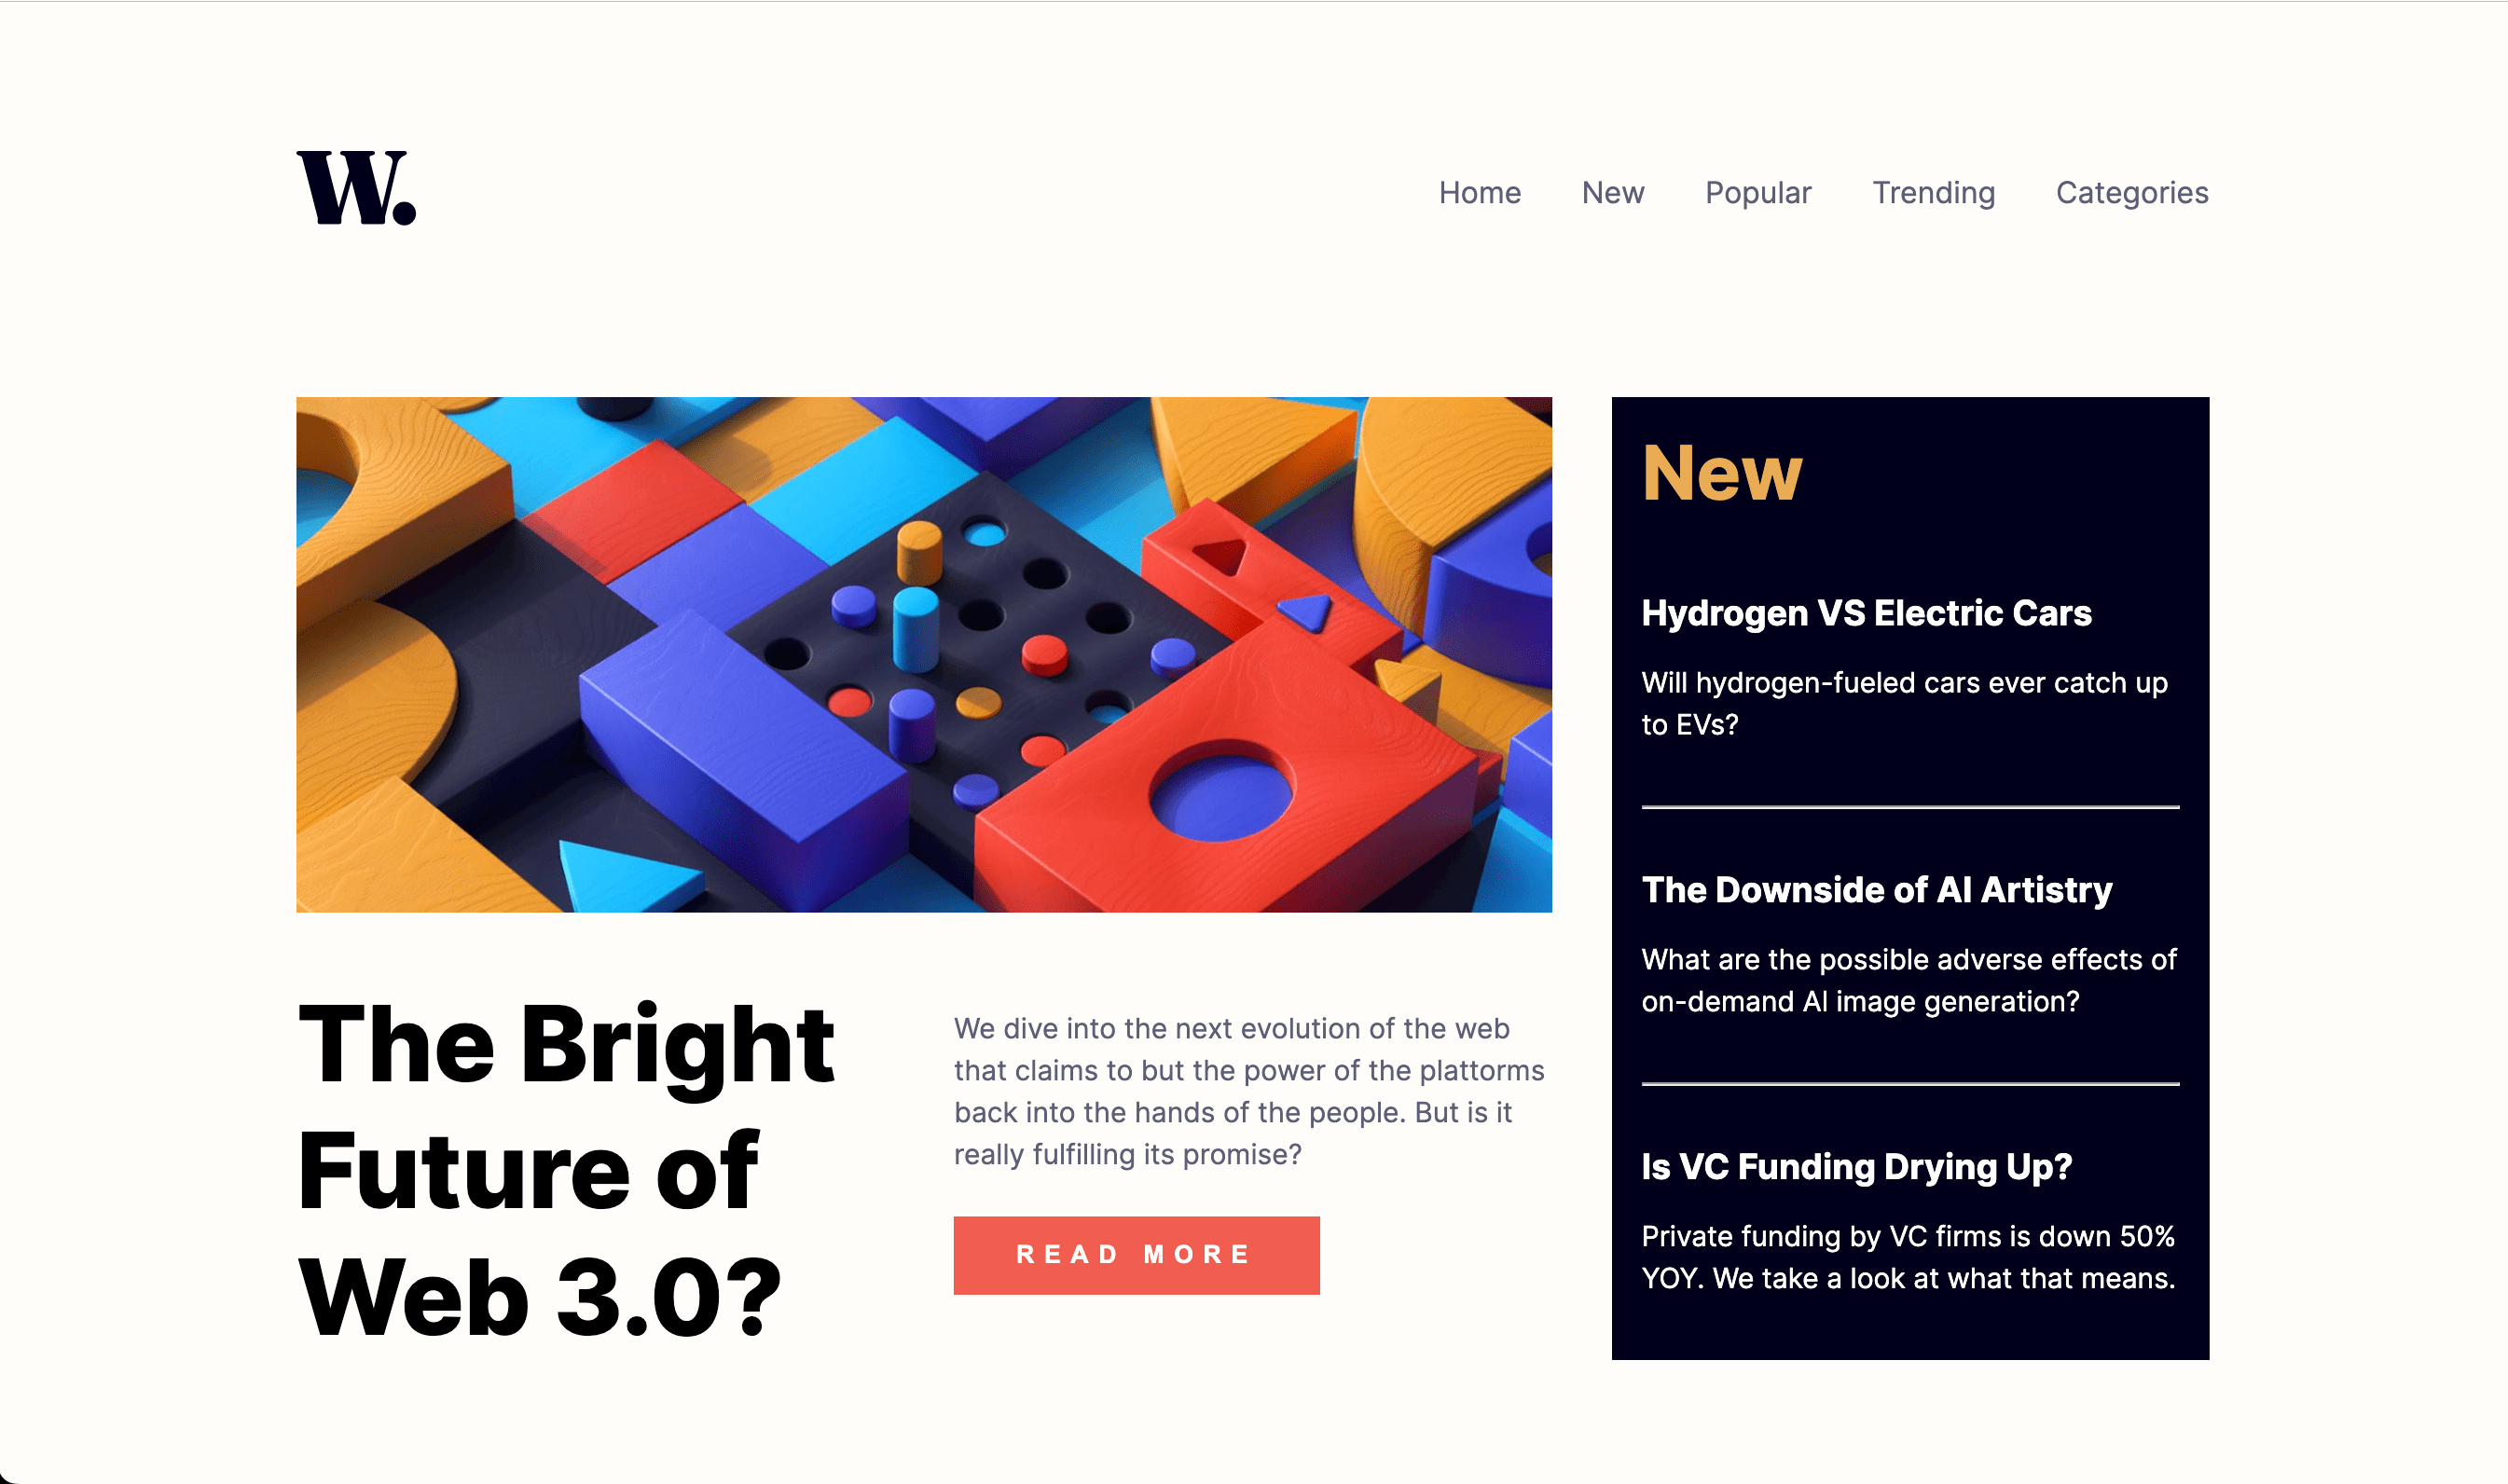 W.
Home New Popular Trending Categories
The Bright
Future of
Web 3.0?
We dive into the next evolution of the web
that claims to but the power of the plattorms
back into the hands of the people. But is it
really fulfilling its promise?
READ MORE
New
Hydrogen VS Electric Cars
Will hydrogen-fueled cars ever catch up
to EVs?
The Downside of AI Artistry
What are the possible adverse effects of
on-demand AI image generation?
Is VC Funding Drying Up?
Private funding by VC firms is down 50%
YOY. We take a look at what that means.